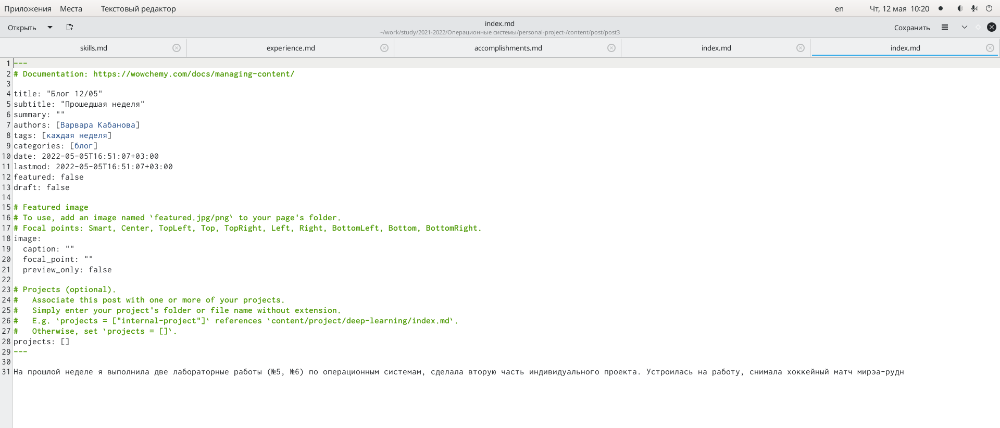 Приложения Места Текстовый редактор en Чт, 12 мая 10:20
Открыть index.md Сохранить
~/work/study/2021-2022/Операционные системы/personal-project-/content/post/post3
skills.md experience.md accomplishments.md index.md index.md
1 ---
2 # Documentation: https://wowchemy.com/docs/managing-content/
3
4 title: "Блог 12/05"
5 subtitle: "Прошедшая неделя"
6 summary: ""
7 authors: [Варвара Кабанова]
8 tags: [каждая неделя]
9 categories: [блог]
10 date: 2022-05-05T16:51:07+03:00
11 lastmod: 2022-05-05T16:51:07+03:00
12 featured: false
13 draft: false
14
15 # Featured image
16 # To use, add an image named `featured.jpg/png` to your page's folder.
17 # Focal points: Smart, Center, TopLeft, Top, TopRight, Left, Right, BottomLeft, Bottom, BottomRight.
18 image:
19   caption: ""
20   focal_point: ""
21   preview_only: false
22
23 # Projects (optional).
24 #   Associate this post with one or more of your projects.
25 #   Simply enter your project's folder or file name without extension.
26 #   E.g. `projects = ["internal-project"]` references `content/project/deep-learning/index.md`.
27 #   Otherwise, set `projects = []`.
28 projects: []
29 ---
30
31 На прошлой неделе я выполнила две лабораторные работы (№5, №6) по операционным системам, сделала вторую часть индивидуального проекта. Устроилась на работу, снимала хоккейный матч мирэа-рудн